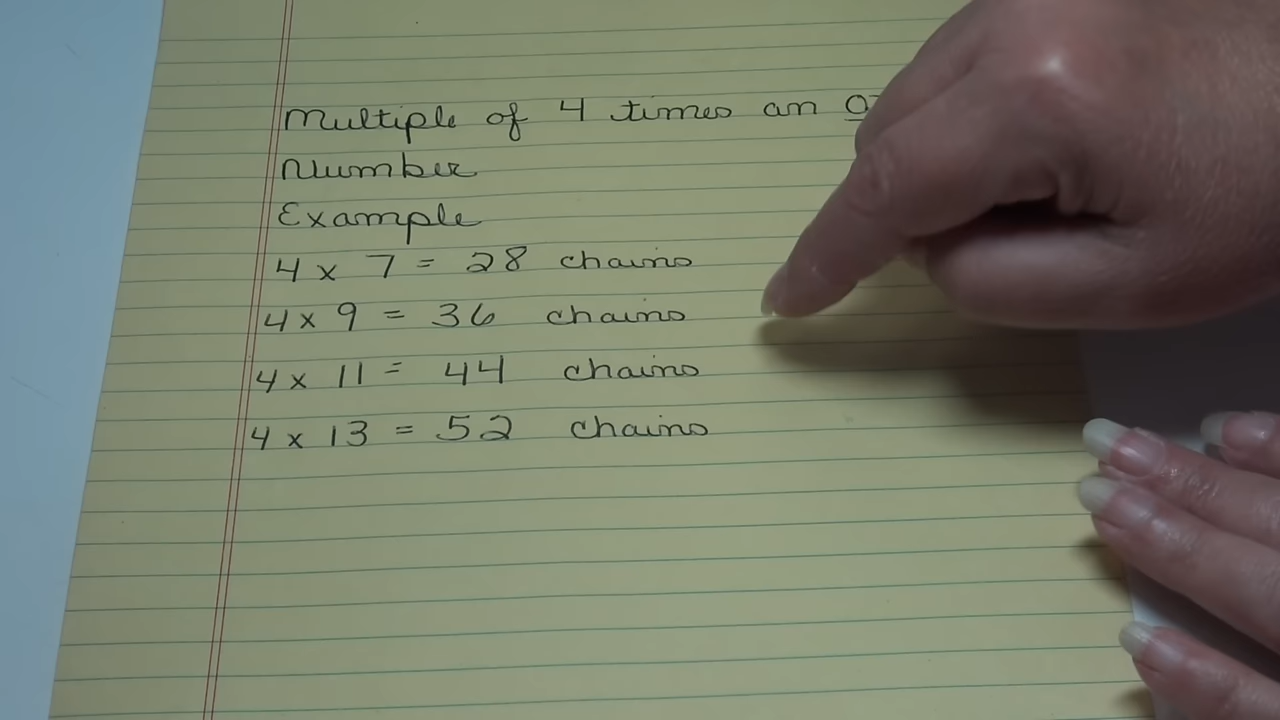 Multiple of 4 times an
Number
Example
4 x 7 = 28 chains
4 x 9 = 36 chains
4 x 11 = 44 chains
4 x 13 = 52 chains